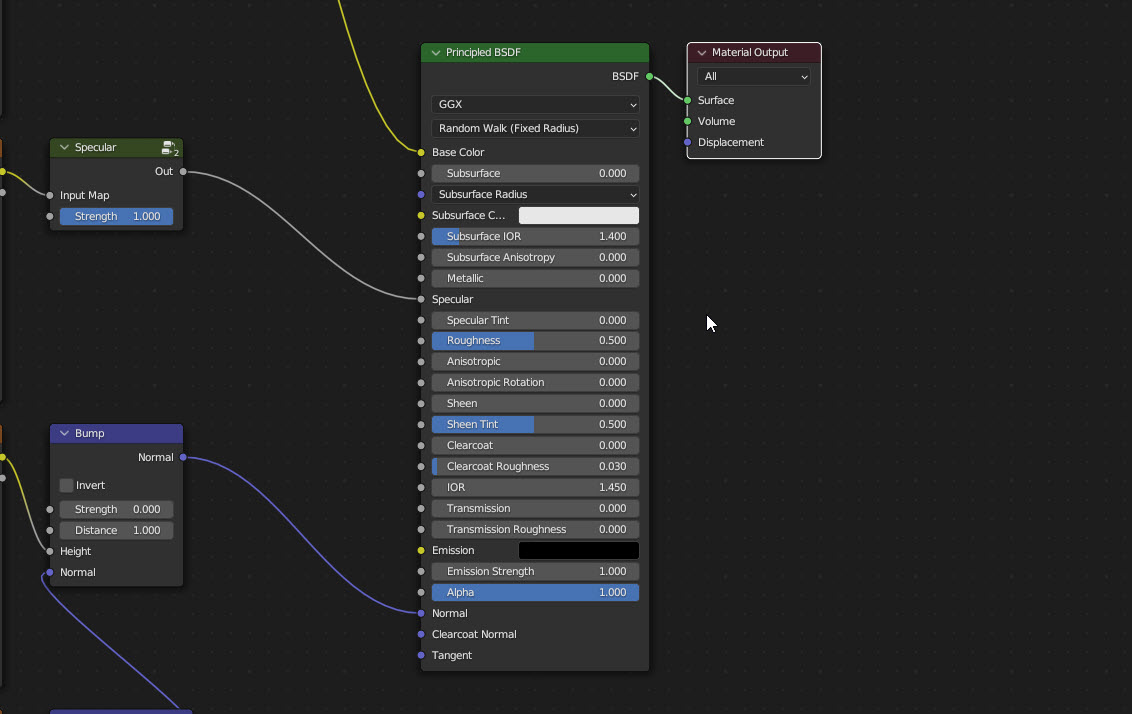 Principled BSDF
BSDF
GGX
Random Walk (Fixed Radius)
Base Color
Subsurface 0.000
Subsurface Radius
Subsurface C...
Subsurface IOR 1.400
Subsurface Anisotropy 0.000
Metallic 0.000
Specular
Specular Tint 0.000
Roughness 0.500
Anisotropic 0.000
Anisotropic Rotation 0.000
Sheen 0.000
Sheen Tint 0.500
Clearcoat 0.000
Clearcoat Roughness 0.030
IOR 1.450
Transmission 0.000
Transmission Roughness 0.000
Emission
Emission Strength 1.000
Alpha 1.000
Normal
Clearcoat Normal
Tangent
Material Output
All
Surface
Volume
Displacement
Specular 2
Out
Input Map
Strength 1.000
Bump
Normal
Invert
Strength 0.000
Distance 1.000
Height
Normal